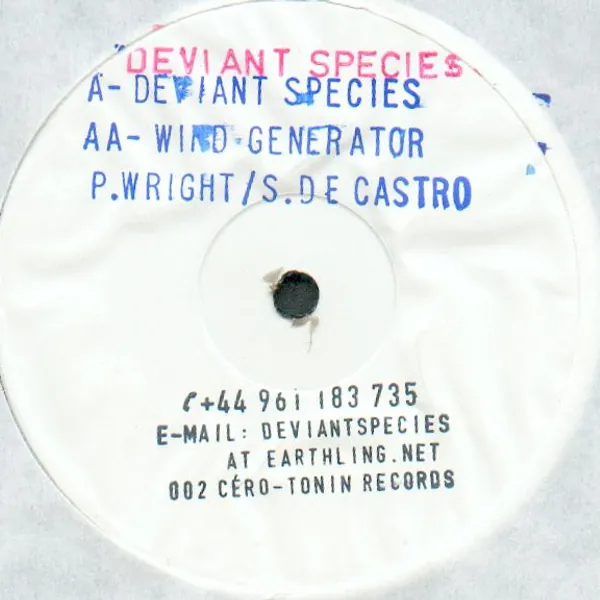 DEVIANT SPECIES
A- DEVIANT SPECIES
AA- WIND GENERATOR
P.WRIGHT/S.DE CASTRO
+44 961 183 735
E-MAIL: DEVIANTSPECIES
AT EARTHLING.NET
002 CÉRO-TONIN RECORDS